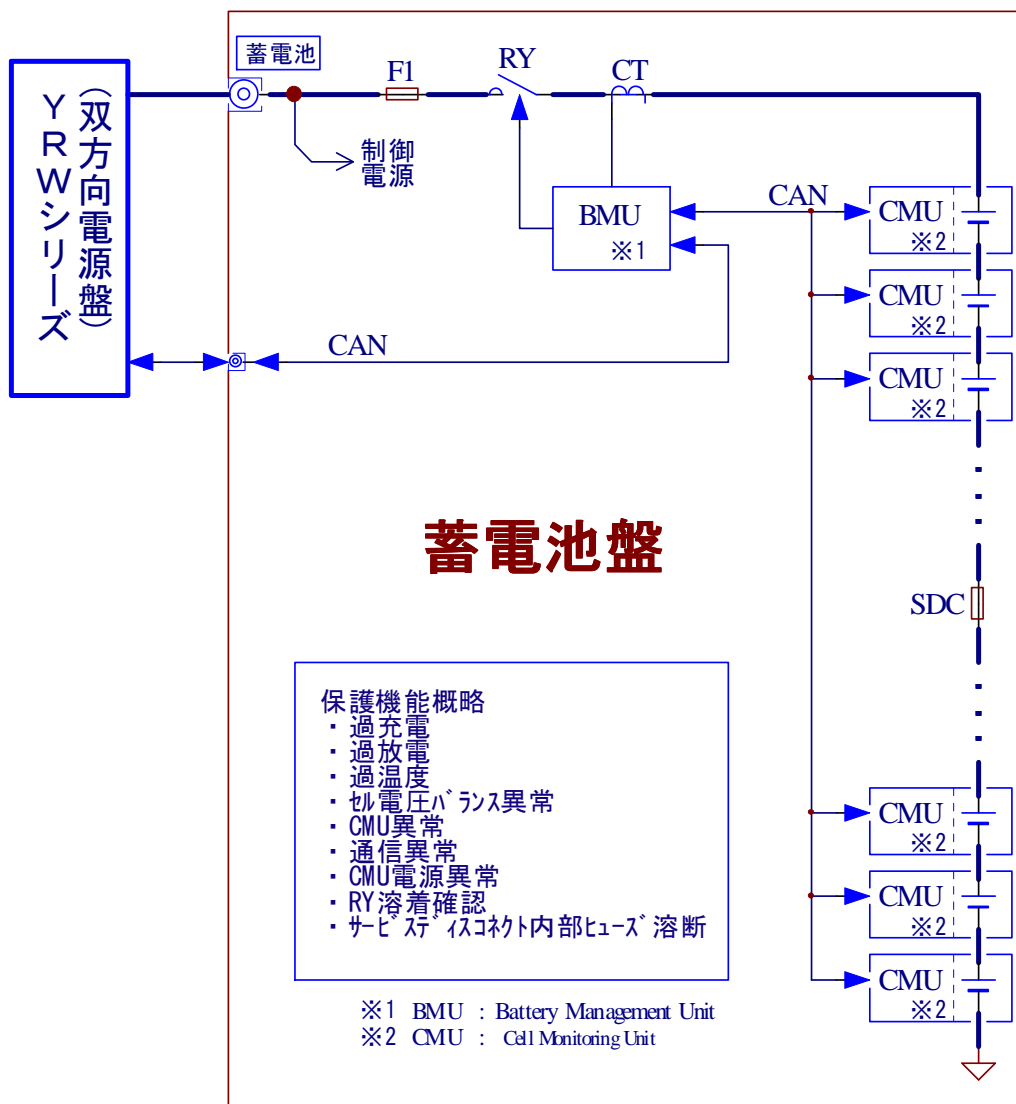 蓄電池
F1
RY
CT
(双方向電源盤)
YRWシリーズ
制御
電源
BMU
※1
CAN
CMU
※2
CMU
※2
CAN
CMU
※2
蓄電池盤
SDC
保護機能概略
・過充電
・過放電
・過温度
・ｾﾙ電圧ﾊﾞﾗﾝｽ異常
・CMU異常
・通信異常
・CMU電源異常
・RY溶着確認
・ｻｰﾋﾞｽﾃﾞｨｽｺﾈｸﾄ内部ﾋｭｰｽﾞ溶断
CMU
※2
CMU
※2
CMU
※2
※1 BMU : Battery Management Unit
※2 CMU : Cell Monitoring Unit